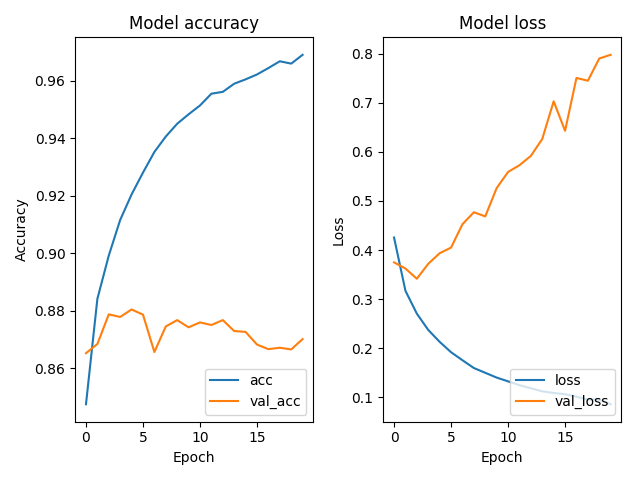 Model accuracy
Accuracy
0.96
0.94
0.92
0.90
0.88
0.86
0 5 10 15
Epoch
acc
val_acc
Model loss
Loss
0.8
0.7
0.6
0.5
0.4
0.3
0.2
0.1
0 5 10 15
Epoch
loss
val_loss